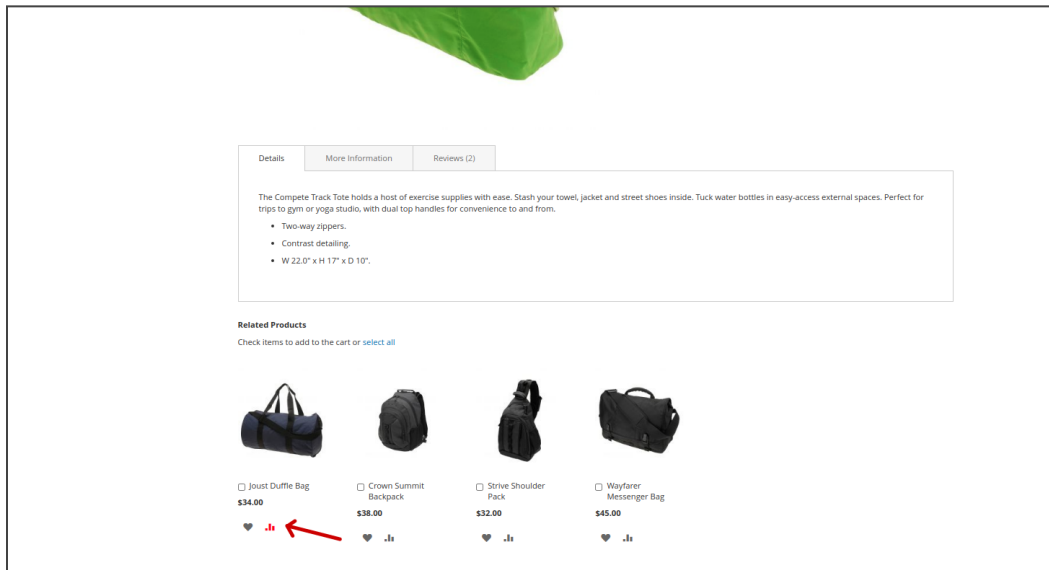 Details
More Information
Reviews (2)
The Compete Track Tote holds a host of exercise supplies with ease. Stash your towel, jacket and street shoes inside. Tuck water bottles in easy-access external spaces. Perfect for
trips to gym or yoga studio, with dual top handles for convenience to and from.
Two-way zippers.
Contrast detailing.
W 22.0" x H 17" x D 10".
Related Products
Check items to add to the cart or select all
Joust Duffle Bag
$34.00
Crown Summit
Backpack
$38.00
Strive Shoulder
Pack
$32.00
Wayfarer
Messenger Bag
$45.00